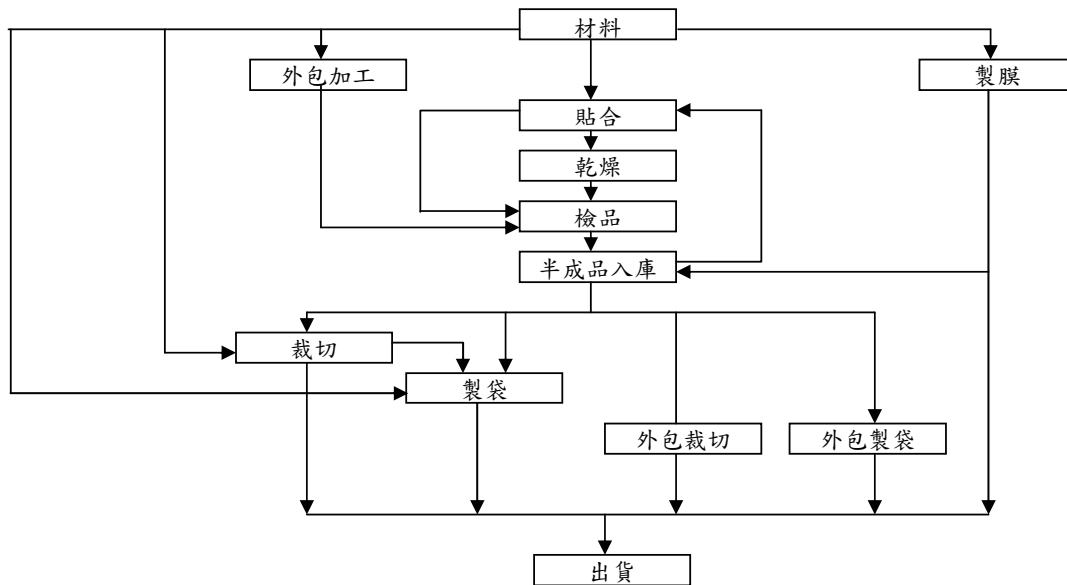 材料
外包加工
製膜
貼合
乾燥
檢品
半成品入庫
裁切
製袋
外包裁切
外包製袋
出貨